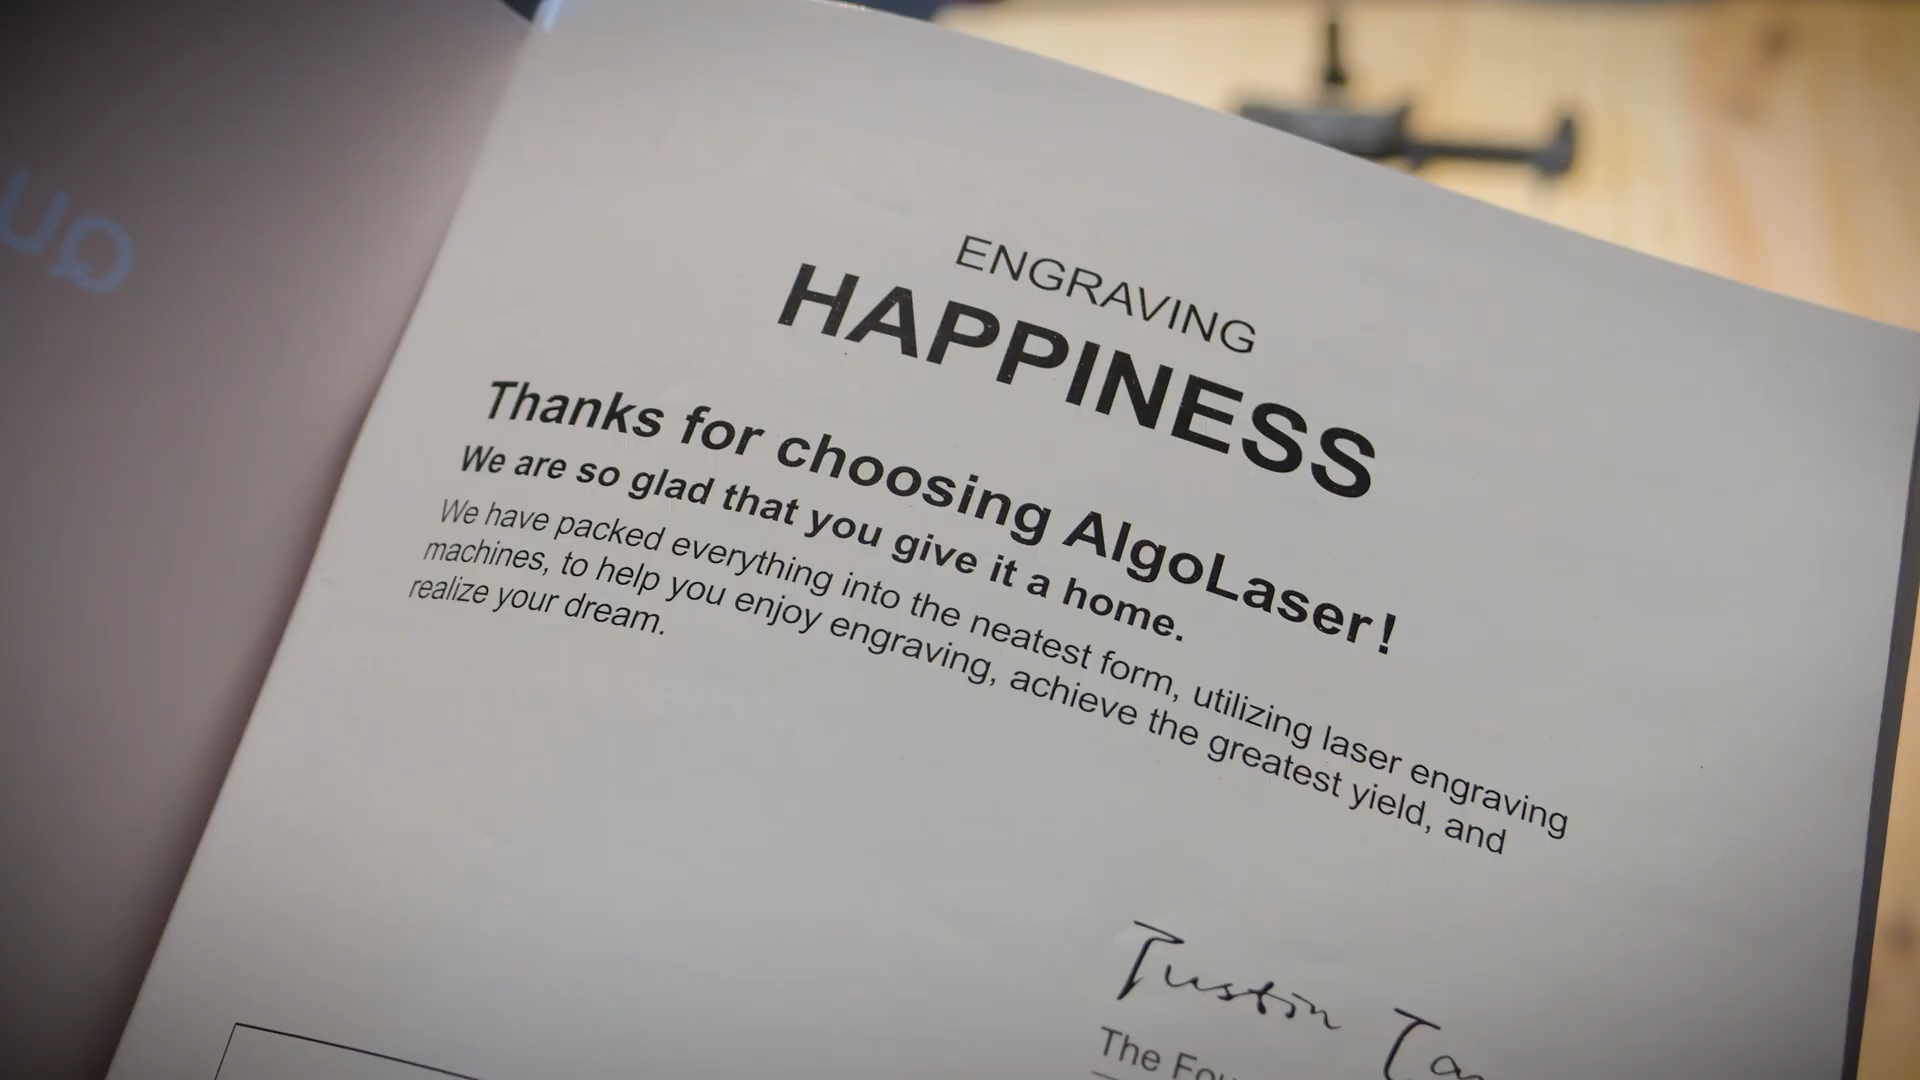 ENGRAVING
HAPPINESS
Thanks for choosing AlgoLaser!
We are so glad that you give it a home.
We have packed everything into the neatest form, utilizing laser engraving
machines, to help you enjoy engraving, achieve the greatest yield, and
realize your dream.
The